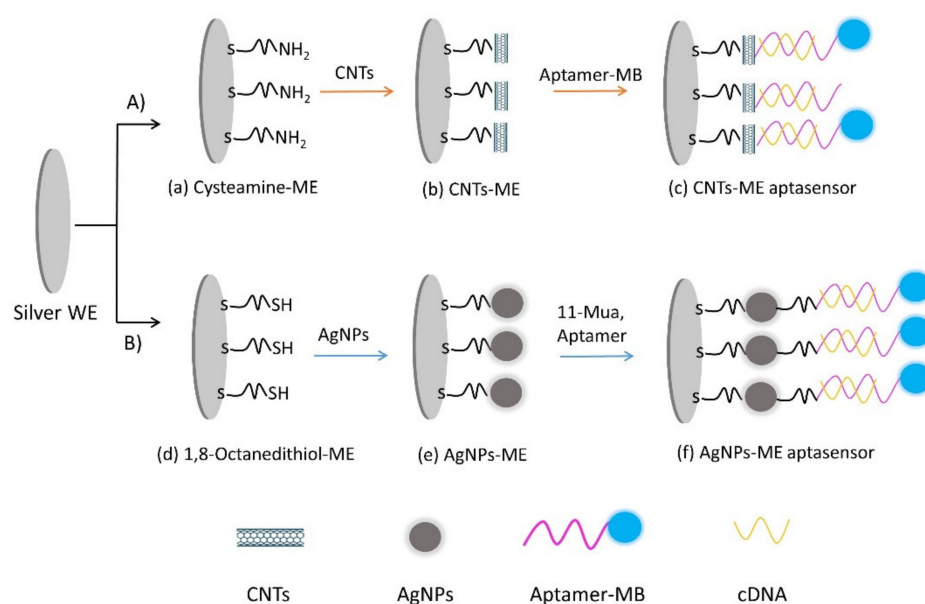 A)
S NH2
S NH2
S NH2
CNTs
S
S
S
Aptamer-MB
S
S
S
(a) Cysteamine-ME
(b) CNTs-ME
(c) CNTs-ME aptasensor
Silver WE
B)
S SH
S SH
S SH
AgNPs
S
S
S
11-Mua,
Aptamer
S
S
S
(d) 1,8-Octanedithiol-ME
(e) AgNPs-ME
(f) AgNPs-ME aptasensor
CNTs
AgNPs
Aptamer-MB
cDNA